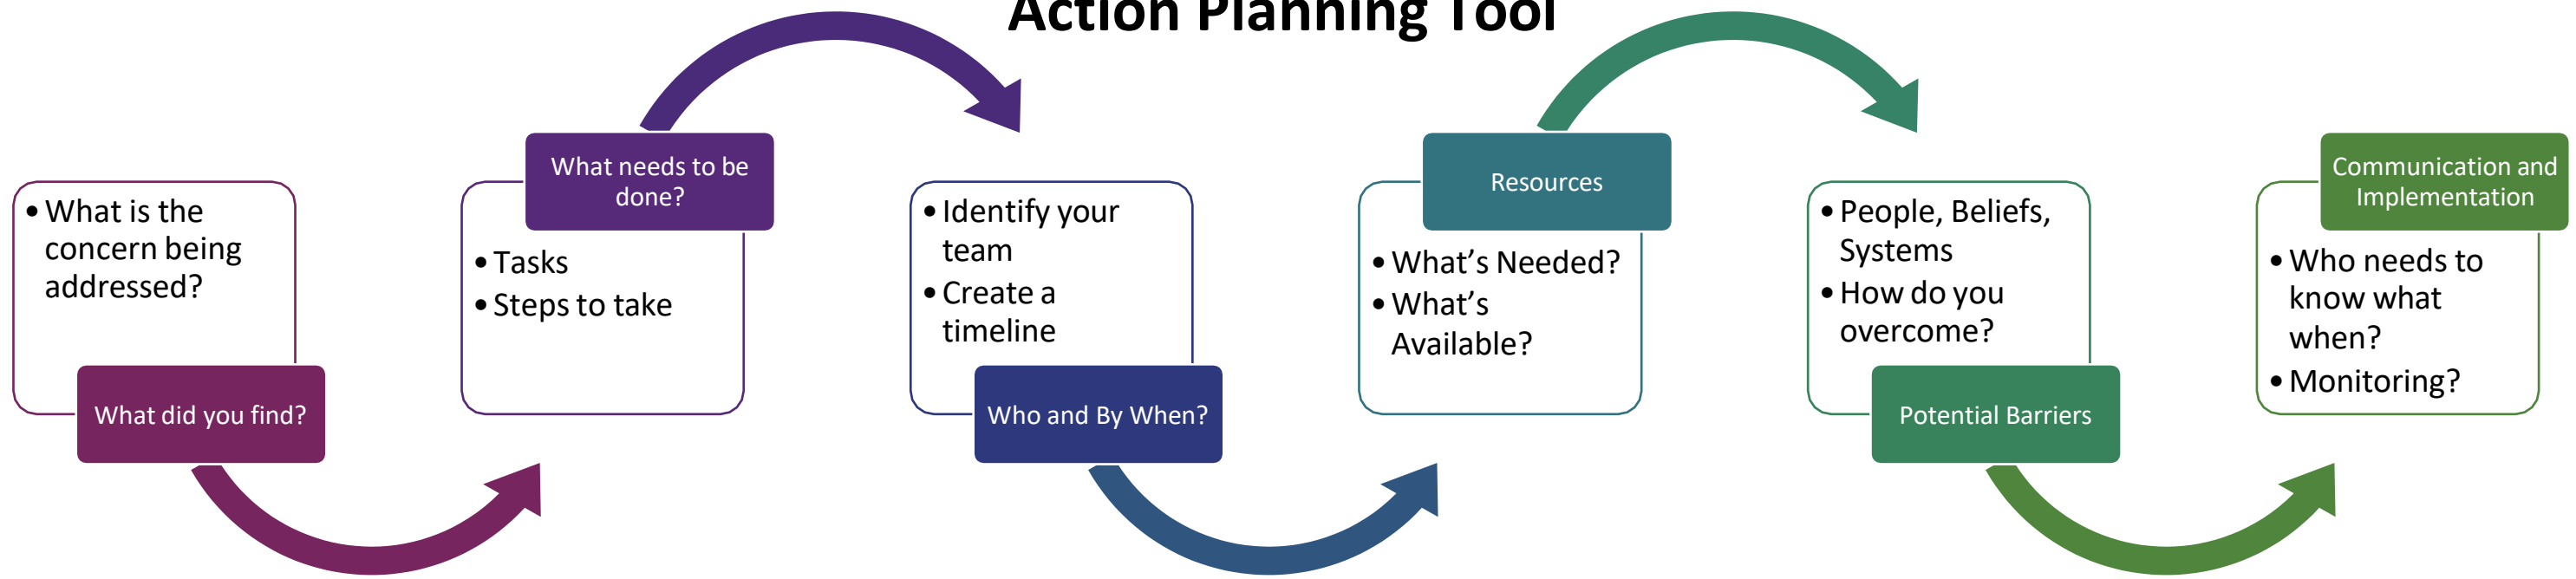 Action Planning Tool
• What is the
concern being
addressed?
What did you find?
What needs to be
done?
• Tasks
• Steps to take
• Identify your
team
• Create a
timeline
Who and By When?
Resources
• What's Needed?
• What's
Available?
• People, Beliefs,
Systems
• How do you
overcome?
Potential Barriers
Communication and
Implementation
• Who needs to
know what
when?
• Monitoring?